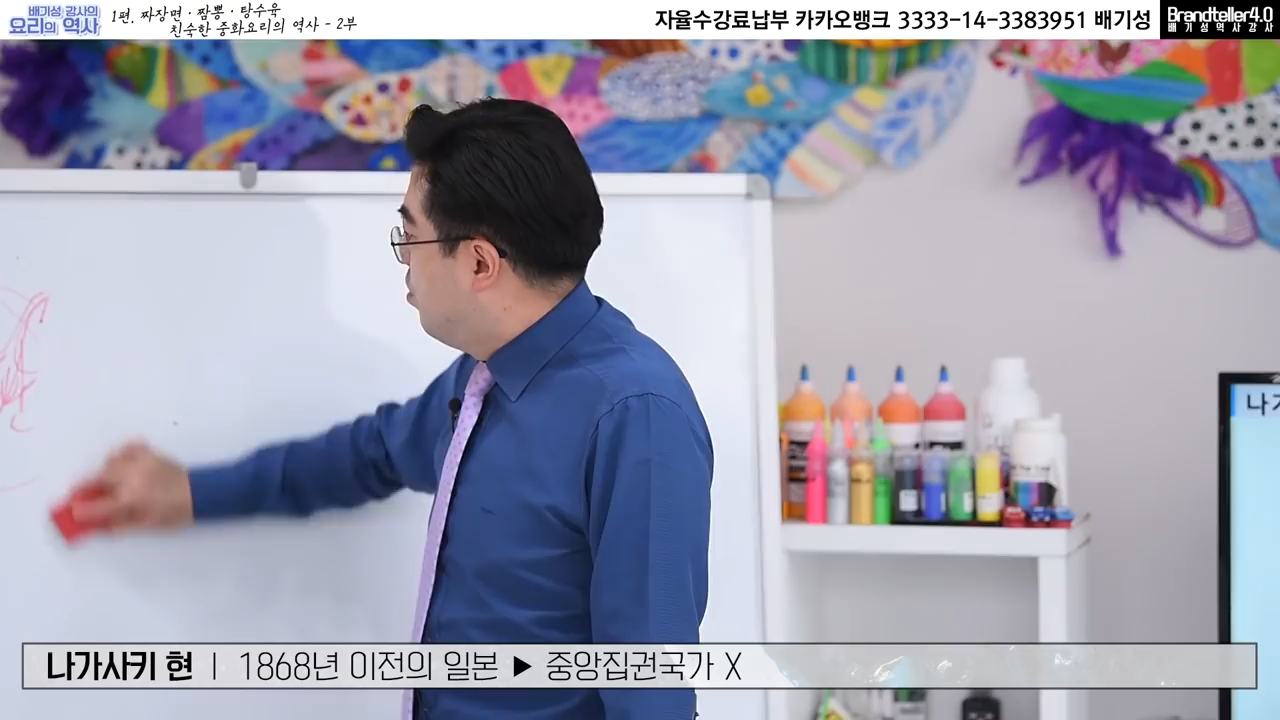 배기성 강사의
요리의 역사
1편. 짜장면 · 짬뽕 · 탕수육
친숙한 중화요리의 역사 - 2부
자율수강료납부 카카오뱅크 3333-14-3383951 배기성
Brandteller4.0
배기성역사강사
나가
나가사키 현 | 1868년 이전의 일본 ▶ 중앙집권국가 X